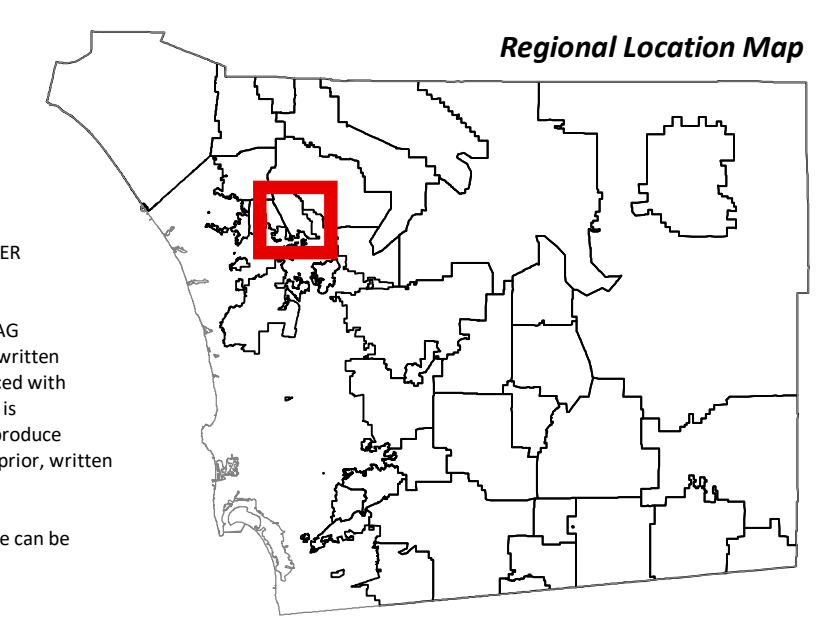 Regional Location Map
ER
AG
written
ced with
is
produce
prior, written
e can be